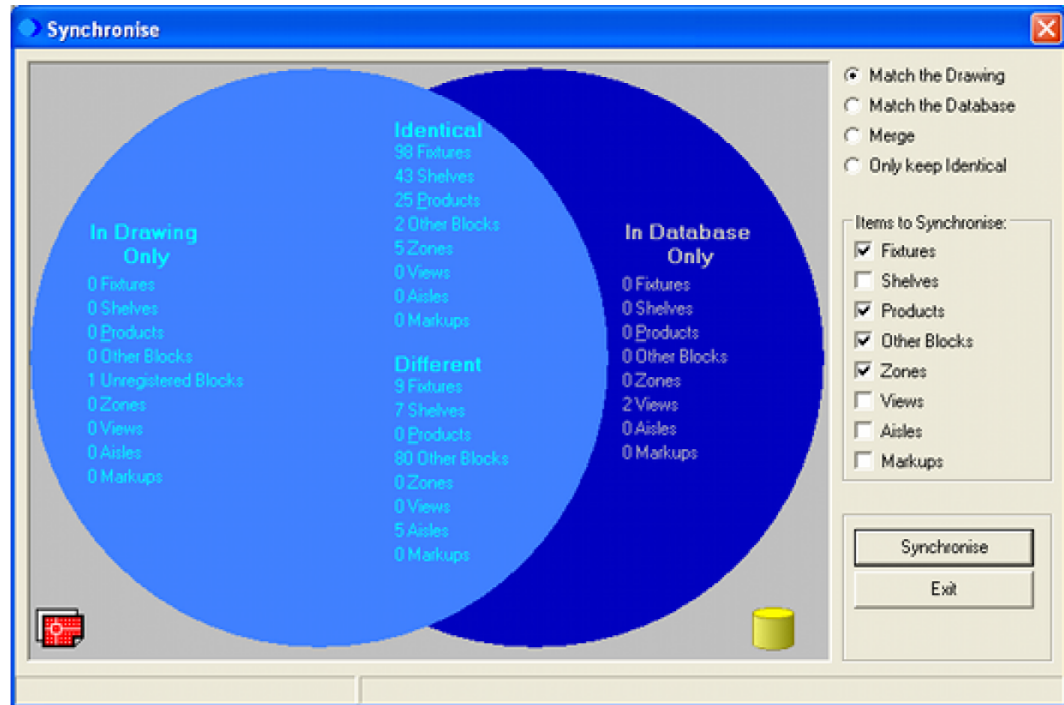 Synchronise
In Drawing
Only
0 Fixtures
0 Shelves
0 Products
0 Other Blocks
1 Unregistered Blocks
0 Zones
0 Views
0 Aisles
0 Markups
Identical
98 Fixtures
43 Shelves
25 Products
2 Other Blocks
5 Zones
0 Views
0 Aisles
0 Markups
Different
9 Fixtures
7 Shelves
0 Products
80 Other Blocks
0 Zones
0 Views
5 Aisles
0 Markups
In Database
Only
0 Fixtures
0 Shelves
0 Products
0 Other Blocks
0 Zones
2 Views
0 Aisles
0 Markups
Match the Drawing
Match the Database
Merge
Only keep Identical
Items to Synchronise:
Fixtures
Shelves
Products
Other Blocks
Zones
Views
Aisles
Markups
Synchronise
Exit